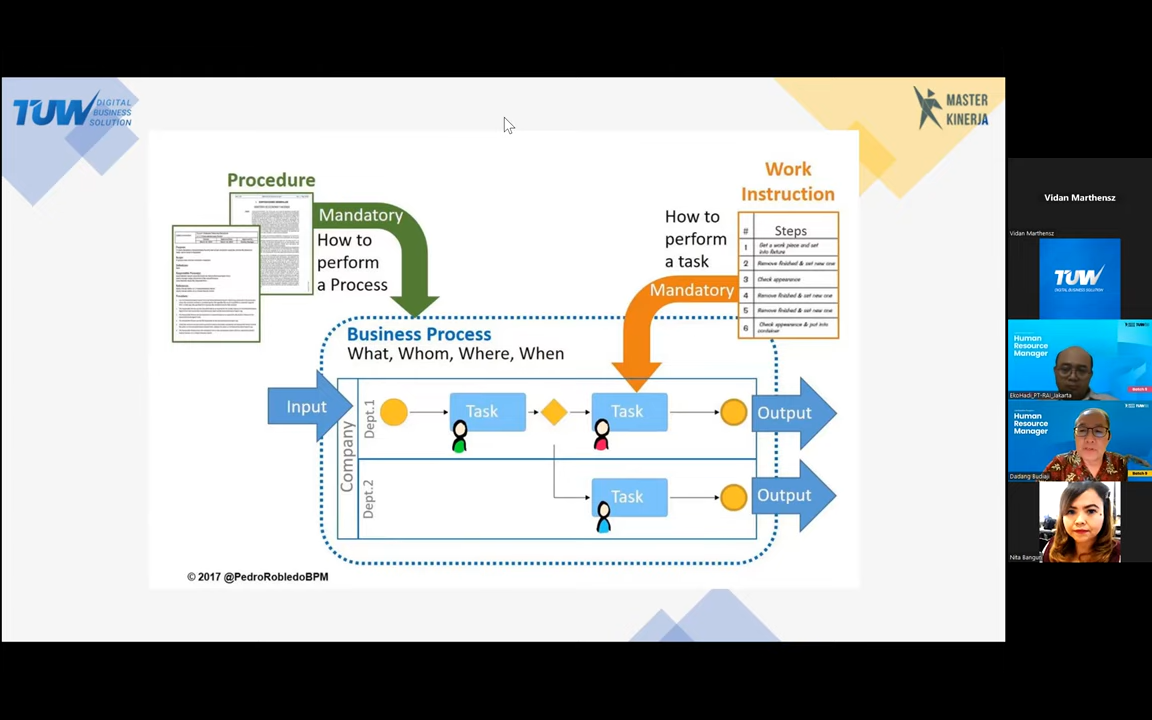 TUW DIGITAL
BUSINESS
SOLUTION
MASTER
KINERJA
Procedure
Mandatory
How to
perform
a Process
Work
Instruction
How to
perform
a task
Mandatory
# Steps
1 Get a work piece and set
into fixture
2 Remove finished & set new one
3 Check appearance
4 Remove finished & set new one
5 Remove finished & set new one
6 Check appearance & put into
container
Business Process
What, Whom, Where, When
Input
Company
Dept.1
Task
Task
Output
Dept.2
Task
Output
© 2017 @PedroRobledoBPM
Vidan Marthensz
Vidan Marthensz
TUW
DIGITAL BUSINESS SOLUTION
Human
Resource
Manager
EkoHadi_PT-RAI_Jakarta
Human
Resource
Manager
Dadang Budiaji
Nita Bangun